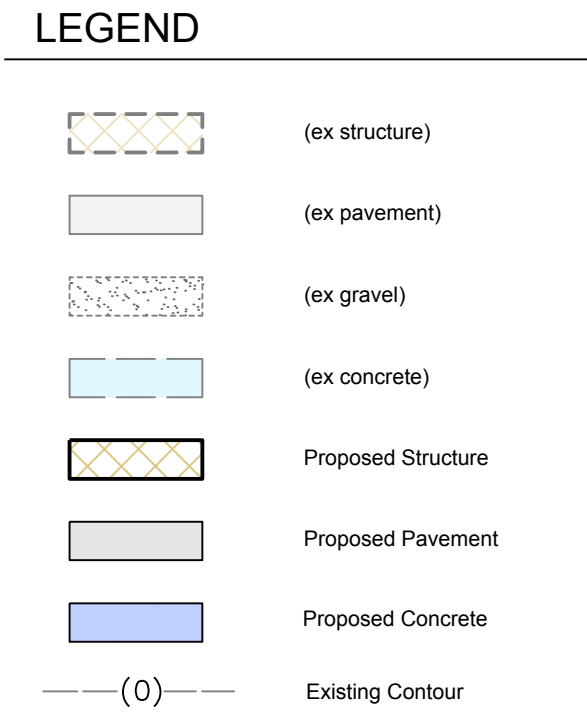 LEGEND
(ex structure)
(ex pavement)
(ex gravel)
(ex concrete)
Proposed Structure
Proposed Pavement
Proposed Concrete
(0) Existing Contour